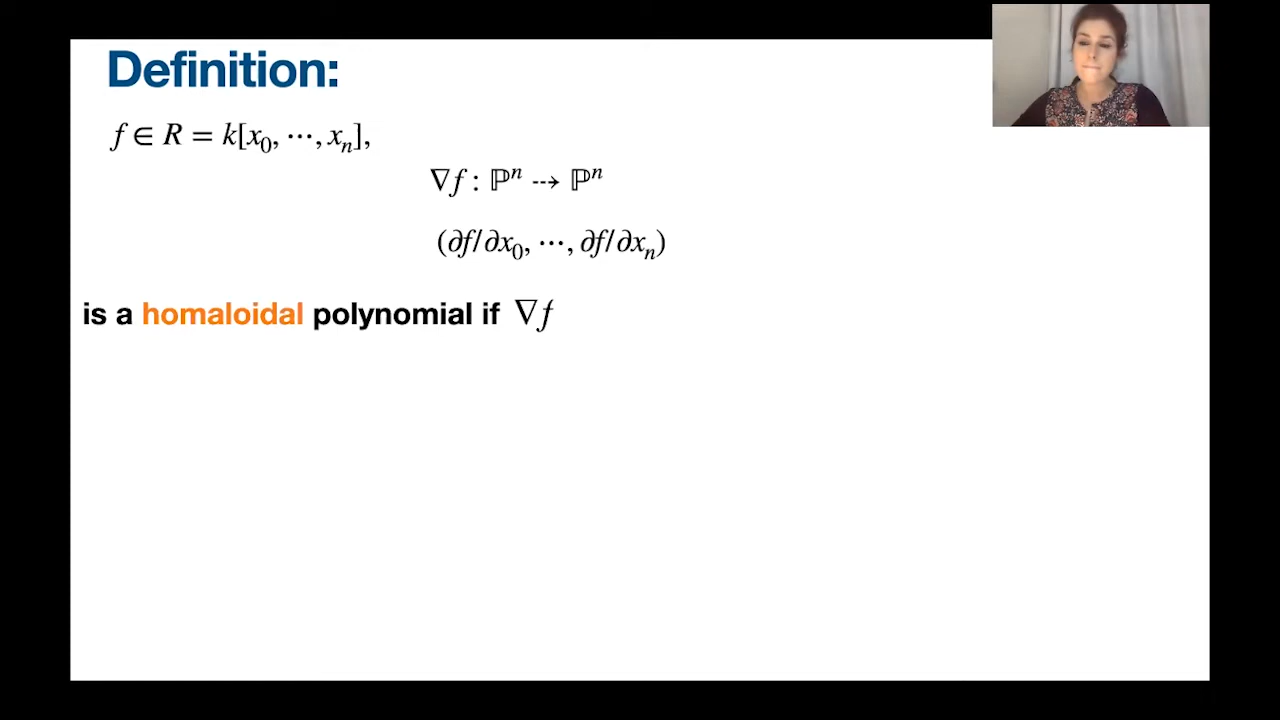 Definition:
f ∈ R = k[x₀, ⋯, xₙ],
∇f : ℙⁿ ⇢ ℙⁿ
(∂f/∂x₀, ⋯, ∂f/∂xₙ)
is a homaloidal polynomial if ∇f